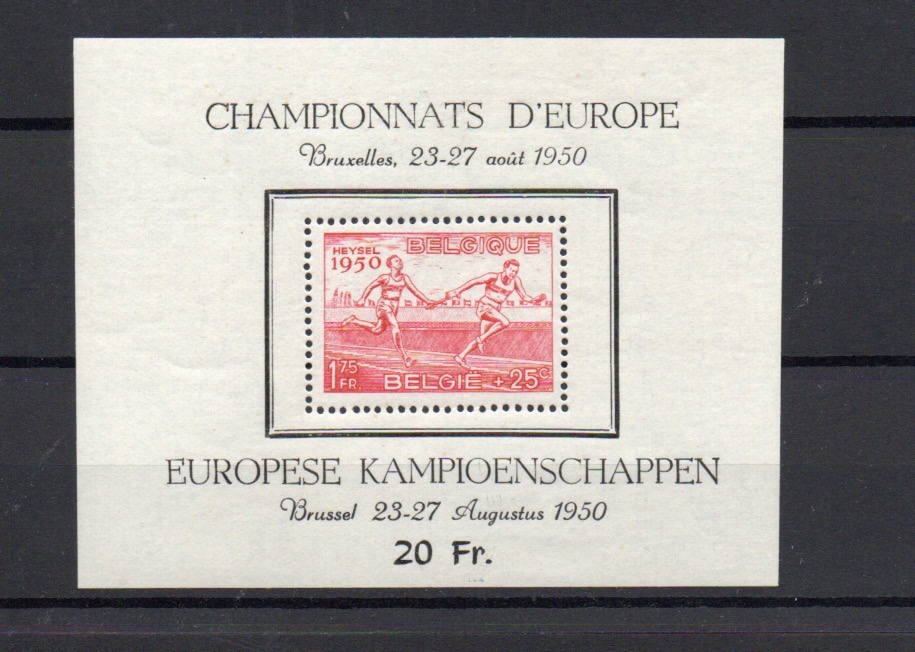 CHAMPIONNATS D'EUROPE
Bruxelles, 23-27 août 1950
HEYSEL BELGIQUE
1950
1 75 FR. BELGIË + 25 C
EUROPESE KAMPIOENSCHAPPEN
Brussel 23-27 Augustus 1950
20 Fr.